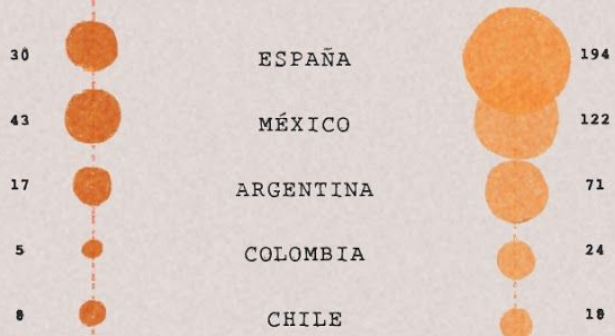 30 ESPAÑA 194
43 MÉXICO 122
17 ARGENTINA 71
5 COLOMBIA 24
8 CHILE 18